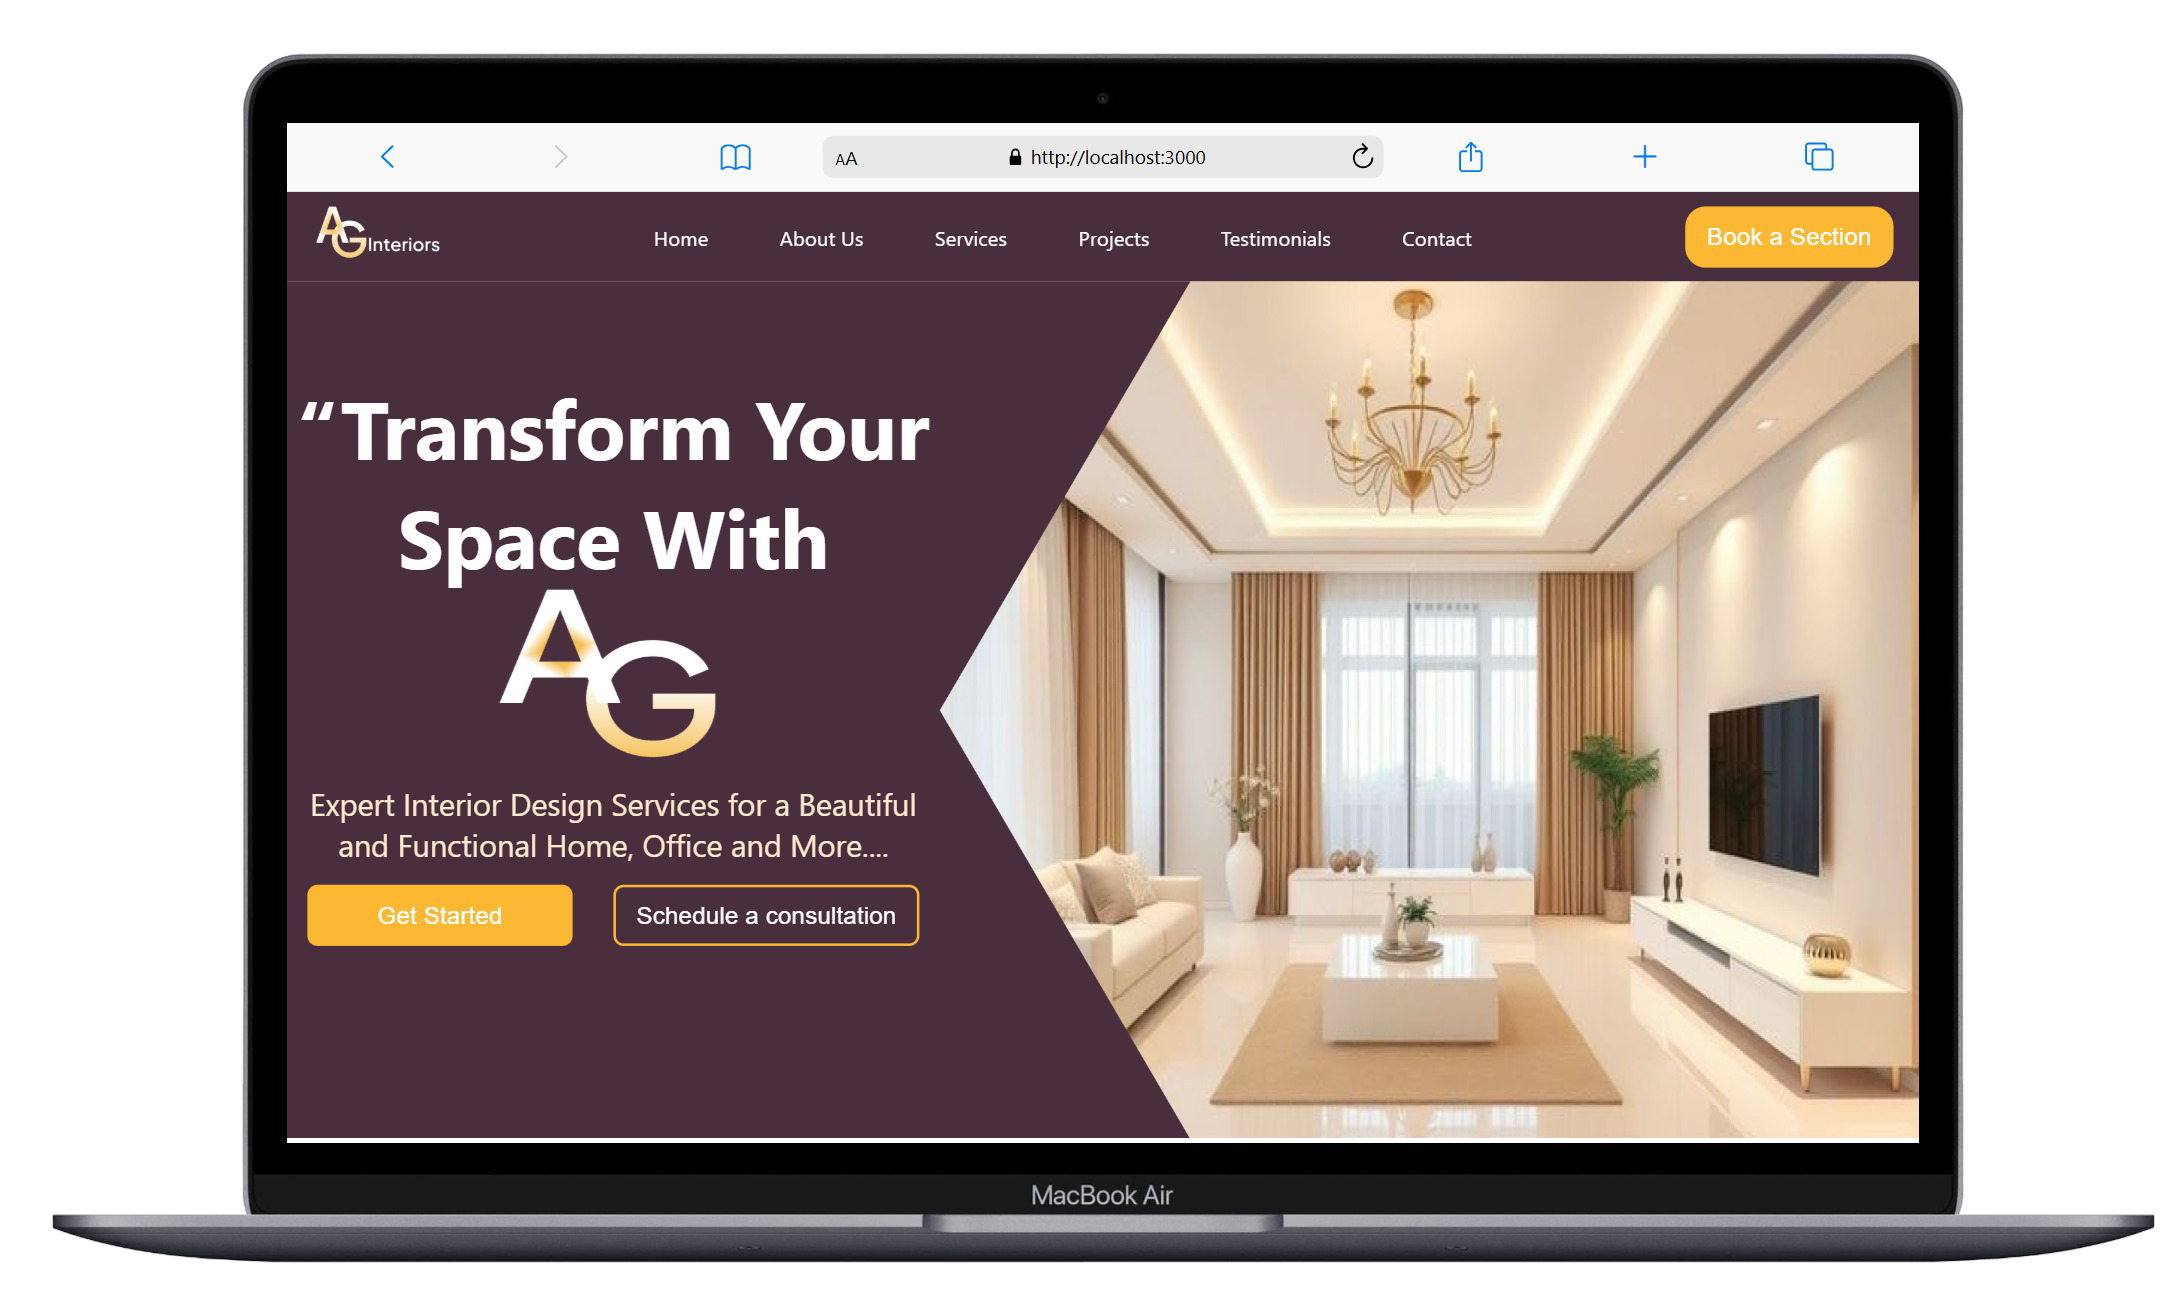 AA
http://localhost:3000
AG Interiors
Home
About Us
Services
Projects
Testimonials
Contact
Book a Section
“Transform Your
Space With
AG
Expert Interior Design Services for a Beautiful
and Functional Home, Office and More....
Get Started
Schedule a consultation
MacBook Air